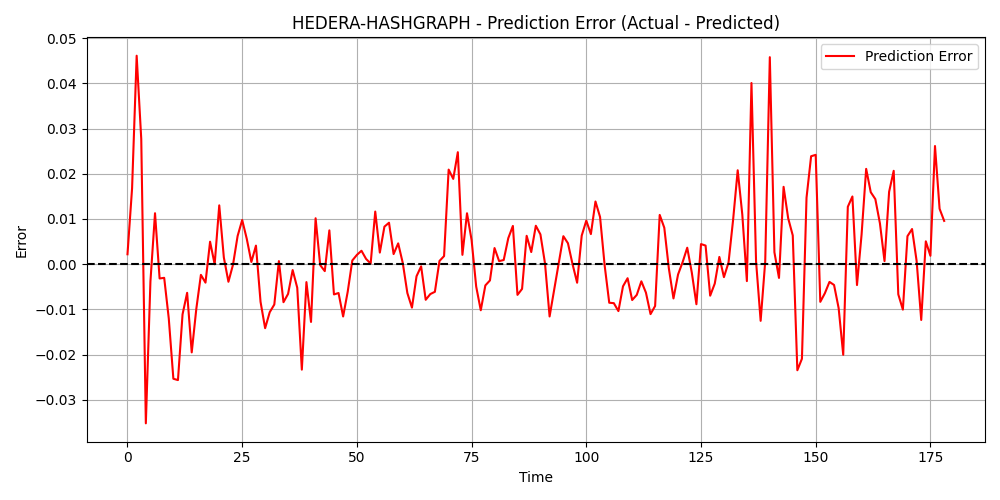 HEDERA-HASHGRAPH - Prediction Error (Actual - Predicted)
Prediction Error
0.05
0.04
0.03
0.02
0.01
0.00
−0.01
−0.02
−0.03
Error
0 25 50 75 100 125 150 175
Time